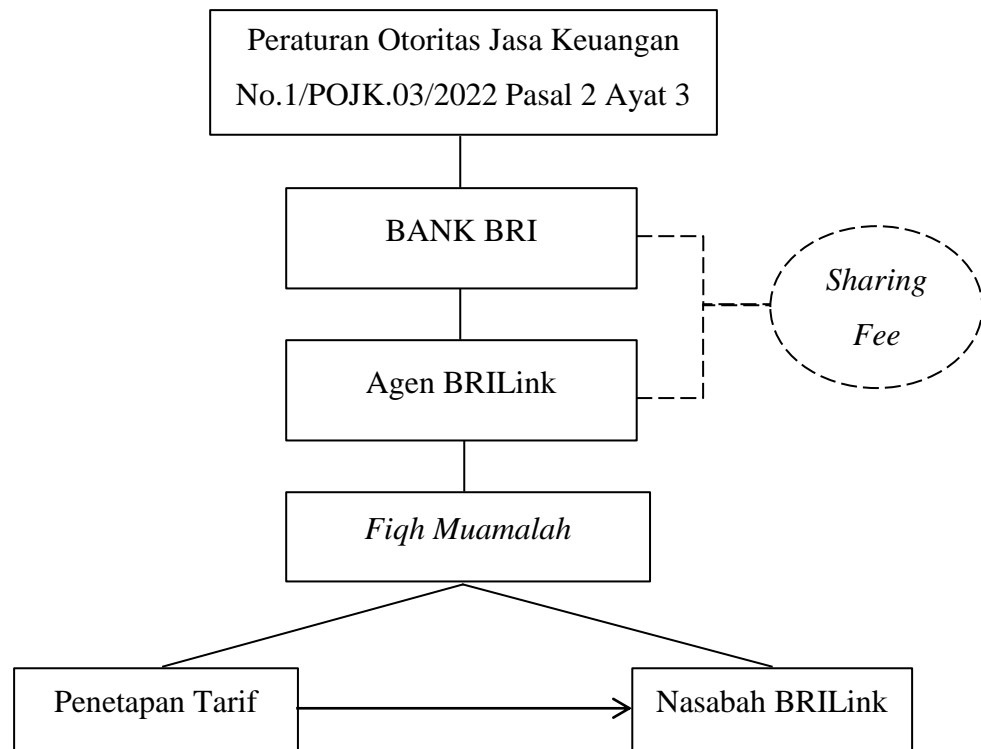 Peraturan Otoritas Jasa Keuangan
No.1/POJK.03/2022 Pasal 2 Ayat 3
BANK BRI
Sharing
Fee
Agen BRILink
Fiqh Muamalah
Penetapan Tarif
Nasabah BRILink